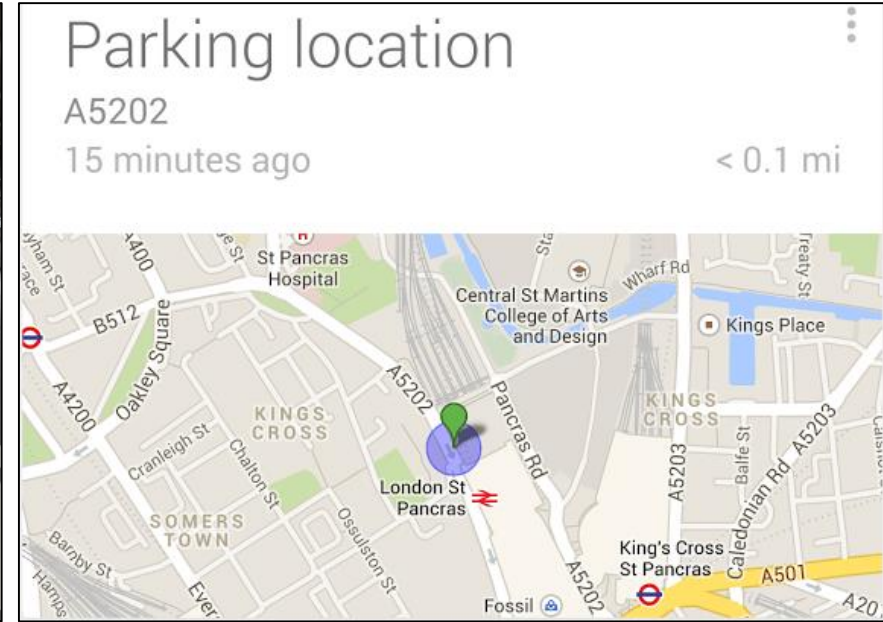 Parking location
A5202
15 minutes ago
< 0.1 mi
A400
St Pancras
Hospital
H
Wharf Rd
Treaty St
Central St Martins
College of Arts
and Design
B512
Oakley Square
Kings Place
A4200
A5202
Pancras Rd
KINGS
CROSS
KINGS
CROSS
Cranleigh St
Chalton St
A5203
Balfe St
Caledonian Rd
A5203
London St
Pancras
SOMERS
TOWN
Ossulston St
Barnby St
King's Cross
St Pancras
A501
A5202
Fossil